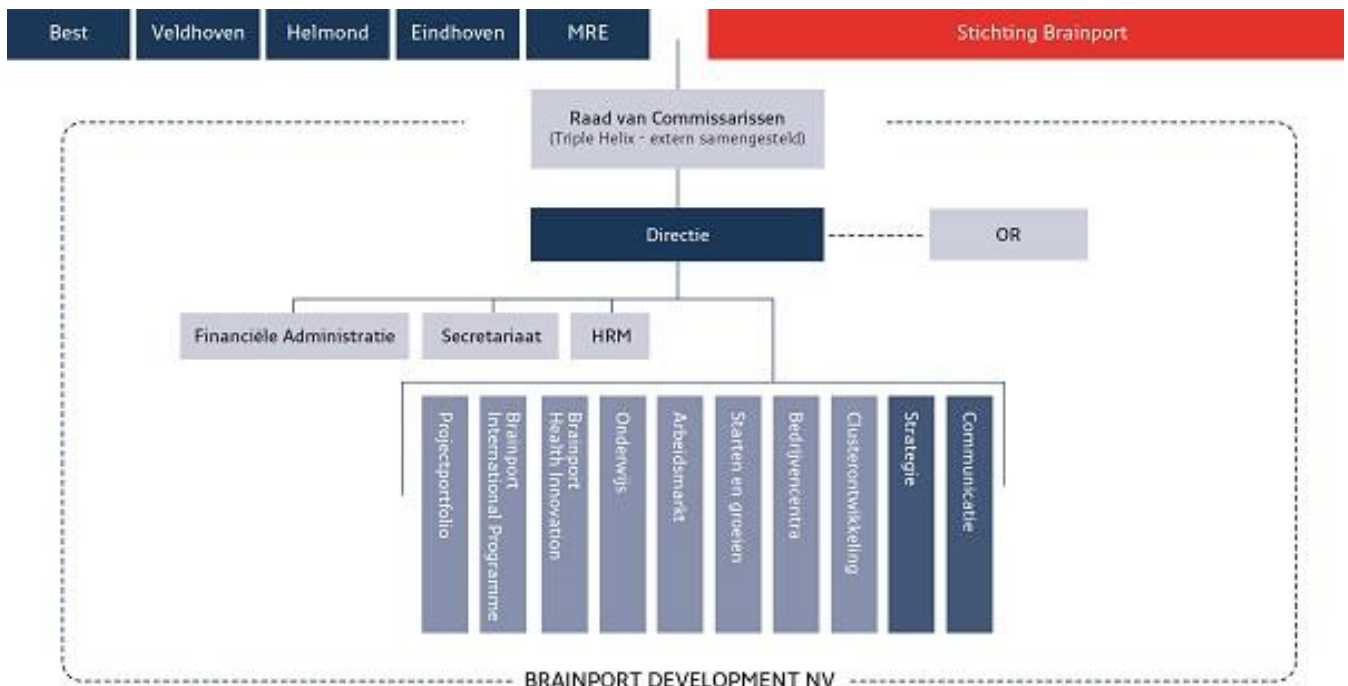 Best
Veldhoven
Helmond
Eindhoven
MRE
Stichting Brainport
Raad van Commissarissen
(Triple Helix - extern samengesteld)
Directie
OR
Financiële Administratie
Secretariaat
HRM
Projectportfolio
Brainport
International Programme
Brainport
Health Innovation
Onderwijs
Arbeidsmarkt
Starten en groeien
Bedrijvencentra
Clusterontwikkeling
Strategie
Communicatie
BRAINPORT DEVELOPMENT NV